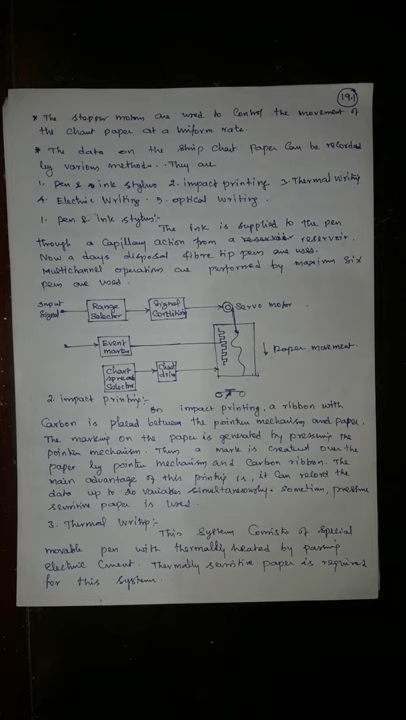 19.1
* The stepper motors are used to Control the movement of
the Chart paper at a Uniform rate.
* The data on the Strip Chart Paper Can be recorded
by various methods. They are
1. Pen & ink stylus 2. impact printing 3. Thermal Writing
4. Electric Writing. 5. optical Writing.
1. pen & ink stylus:-
The ink is supplied to the pen
through a Capillary action from a reservoir.
Now a days disposal fibre tip pens are used.
Multichannel operation are performed by maximum Six
pens are used.
Input
Signal
Range
Selector
Signal
Condition
Servo motor
Event
marker
Paper movement
Chart
Speed
Selector
Chart
drive
2. impact printing:-
In impact printing, a ribbon with
Carbon is placed between the pointer mechanism and paper.
The marking on the paper is generated by pressing the
pointer mechanism. Thus a mark is created over the
paper by pointer mechanism and Carbon ribbon. The
main advantage of this printing is, it Can record the
data up to 20 variables simultaneously. Sometimes, pressure
sensitive paper is used.
3. Thermal Writing:-
This System Consists of Special
movable pen with thermally heated by passing
electric Current. Thermally sensitive paper is required
for this System.